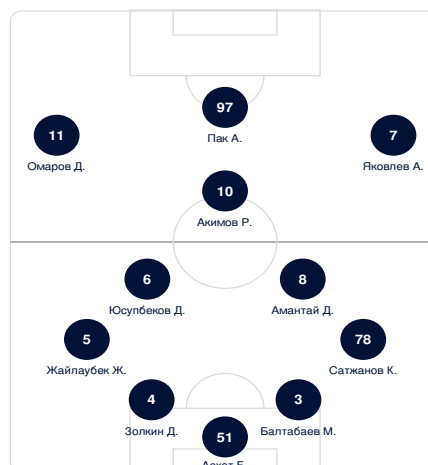 97
Пак А.
11
Омаров Д.
7
Яковлев А.
10
Акимов Р.
6
Юсупбеков Д.
8
Амантай Д.
5
Жайлаубек Ж.
78
Сатжанов К.
4
Золкин Д.
3
Балтабаев М.
51